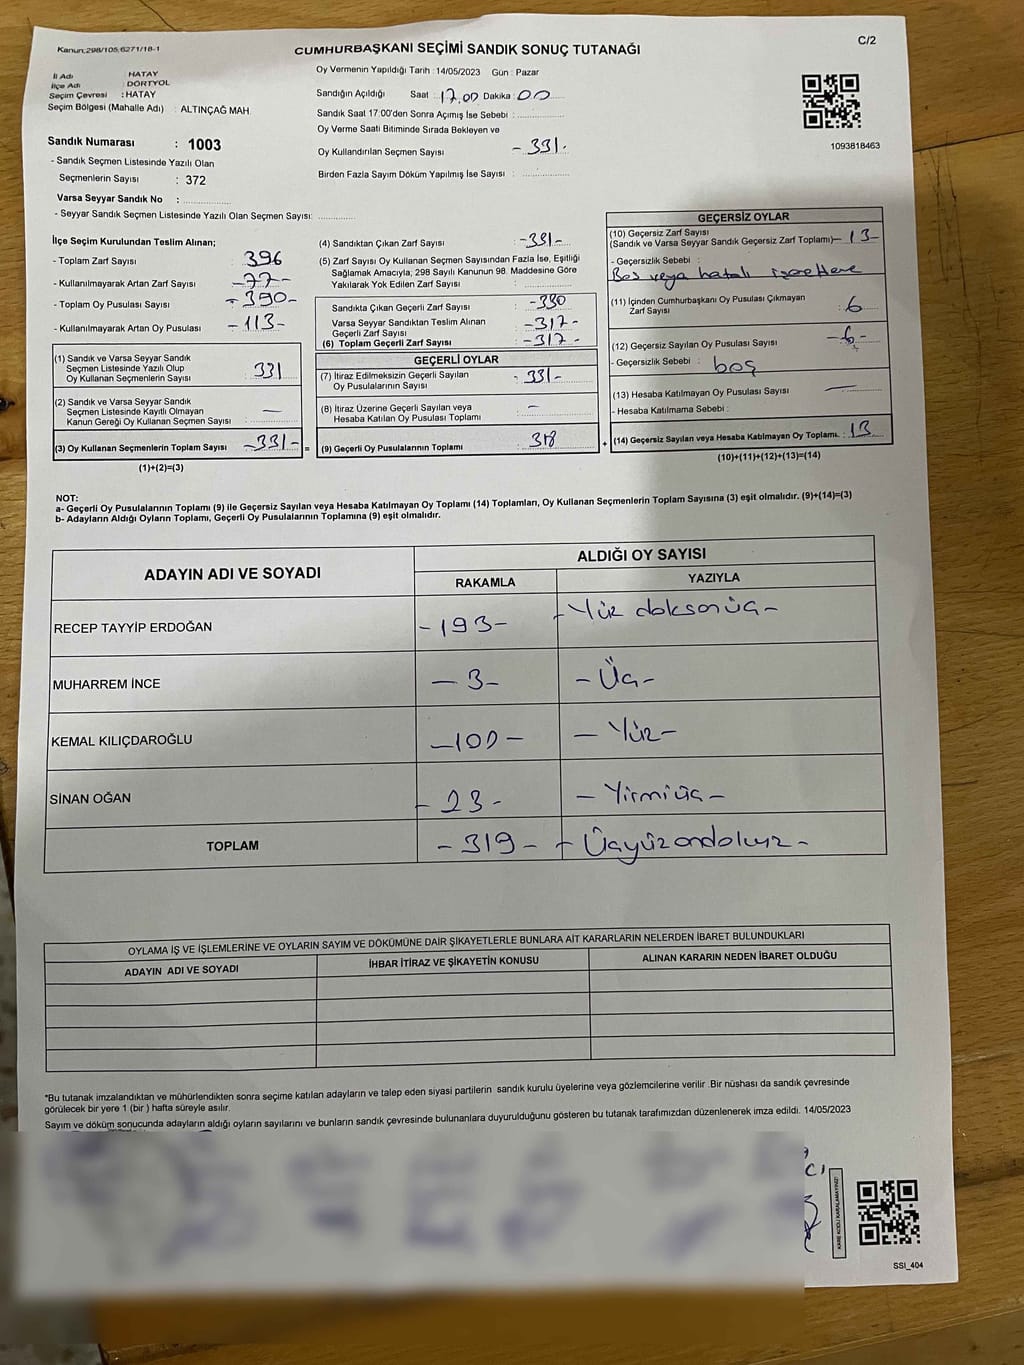 Kanun:298/105;6271/18-1
CUMHURBAŞKANI SEÇİMİ SANDIK SONUÇ TUTANAĞI
C/2
İl Adı HATAY
İlçe Adı DÖRTYOL
Seçim Çevresi : HATAY
Seçim Bölgesi (Mahalle Adı) : ALTINÇAĞ MAH.
Oy Vermenin Yapıldığı Tarih : 14/05/2023 Gün : Pazar
Sandığın Açıldığı Saat : 17.00 Dakika : 00
Sandık Saat 17:00'den Sonra Açımış İse Sebebi :
Oy Verme Saati Bitiminde Sırada Bekleyen ve
Oy Kullandırılan Seçmen Sayısı - 331.
Birden Fazla Sayım Döküm Yapılmış İse Sayısı :
1093818463
Sandık Numarası : 1003
- Sandık Seçmen Listesinde Yazılı Olan
Seçmenlerin Sayısı : 372
Varsa Seyyar Sandık No :
- Seyyar Sandık Seçmen Listesinde Yazılı Olan Seçmen Sayısı:
İlçe Seçim Kurulundan Teslim Alınan;
- Toplam Zarf Sayısı 396
- Kullanılmayarak Artan Zarf Sayısı -77-
- Toplam Oy Pusulası Sayısı -390-
- Kullanılmayarak Artan Oy Pusulası -113-
(1) Sandık ve Varsa Seyyar Sandık
Seçmen Listesinde Yazılı Olup
Oy Kullanan Seçmenlerin Sayısı 331
(2) Sandık ve Varsa Seyyar Sandık
Seçmen Listesinde Kayıtlı Olmayan
Kanun Gereği Oy Kullanan Seçmen Sayısı —
(3) Oy Kullanan Seçmenlerin Toplam Sayısı -331- =
(1)+(2)=(3)
(4) Sandıktan Çıkan Zarf Sayısı :-331-
(5) Zarf Sayısı Oy Kullanan Seçmen Sayısından Fazla İse, Eşitliği
Sağlamak Amacıyla, 298 Sayılı Kanunun 98. Maddesine Göre
Yakılarak Yok Edilen Zarf Sayısı :
Sandıkta Çıkan Geçerli Zarf Sayısı -330
Varsa Seyyar Sandıktan Teslim Alınan
Geçerli Zarf Sayısı -317-
(6) Toplam Geçerli Zarf Sayısı :-317-
GEÇERLİ OYLAR
(7) İtiraz Edilmeksizin Geçerli Sayılan
Oy Pusulalarının Sayısı - 331-
(8) İtiraz Üzerine Geçerli Sayılan veya
Hesaba Katılan Oy Pusulası Toplamı —
(9) Geçerli Oy Pusulalarının Toplamı 318 +
GEÇERSİZ OYLAR
(10) Geçersiz Zarf Sayısı
(Sandık ve Varsa Seyyar Sandık Geçersiz Zarf Toplamı)— 13-
- Geçersizlik Sebebi :
Boş veya hatalı işaretleme
(11) İçinden Cumhurbaşkanı Oy Pusulası Çıkmayan
Zarf Sayısı : 6
(12) Geçersiz Sayılan Oy Pusulası Sayısı -6-
- Geçersizlik Sebebi : boş
(13) Hesaba Katılmayan Oy Pusulası Sayısı —
- Hesaba Katılmama Sebebi :
(14) Geçersiz Sayılan veya Hesaba Katılmayan Oy Toplamı. : 13
(10)+(11)+(12)+(13)=(14)
NOT:
a- Geçerli Oy Pusulalarının Toplamı (9) ile Geçersiz Sayılan veya Hesaba Katılmayan Oy Toplamı (14) Toplamları, Oy Kullanan Seçmenlerin Toplam Sayısına (3) eşit olmalıdır. (9)+(14)=(3)
b- Adayların Aldığı Oyların Toplamı, Geçerli Oy Pusulalarının Toplamına (9) eşit olmalıdır.
ADAYIN ADI VE SOYADI
ALDIĞI OY SAYISI
RAKAMLA YAZIYLA
RECEP TAYYİP ERDOĞAN -193- -Yüz doksanüç-
MUHARREM İNCE -3- -Üç-
KEMAL KILIÇDAROĞLU -100- -Yüz-
SİNAN OĞAN -23- -Yirmiüç-
TOPLAM -319- -Üçyüzondokuz-
OYLAMA İŞ VE İŞLEMLERİNE VE OYLARIN SAYIM VE DÖKÜMÜNE DAİR ŞİKAYETLERLE BUNLARA AİT KARARLARIN NELERDEN İBARET BULUNDUKLARI
ADAYIN ADI VE SOYADI İHBAR İTİRAZ VE ŞİKAYETİN KONUSU ALINAN KARARIN NEDEN İBARET OLDUĞU
*Bu tutanak imzalandıktan ve mühürlendikten sonra seçime katılan adayların ve talep eden siyasi partilerin sandık kurulu üyelerine veya gözlemcilerine verilir .Bir nüshası da sandık çevresinde
görülecek bir yere 1 (bir ) hafta süreyle asılır.
Sayım ve döküm sonucunda adayların aldığı oyların sayılarını ve bunların sandık çevresinde bulunanlara duyurulduğunu gösteren bu tutanak tarafımızdan düzenlenerek imza edildi. 14/05/2023
KARE KODU KARALAMAYINIZ!
SSI_404